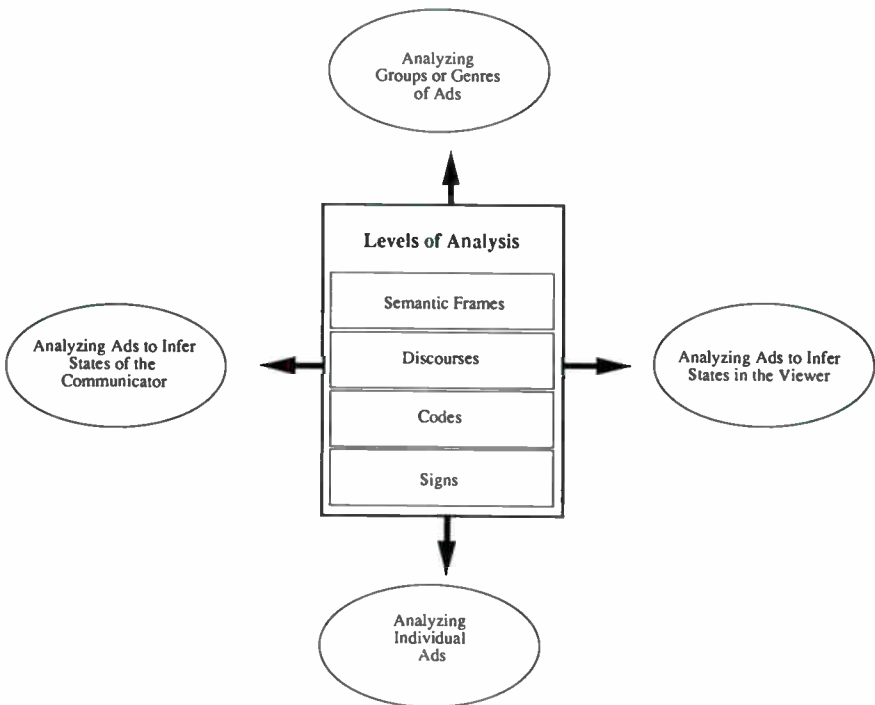 Analyzing
Groups or Genres
of Ads
Levels of Analysis
Semantic Frames
Analyzing Ads to Infer
States of the
Communicator
Discourses
Analyzing Ads to Infer
States in the Viewer
Codes
Signs
Analyzing
Individual
Ads